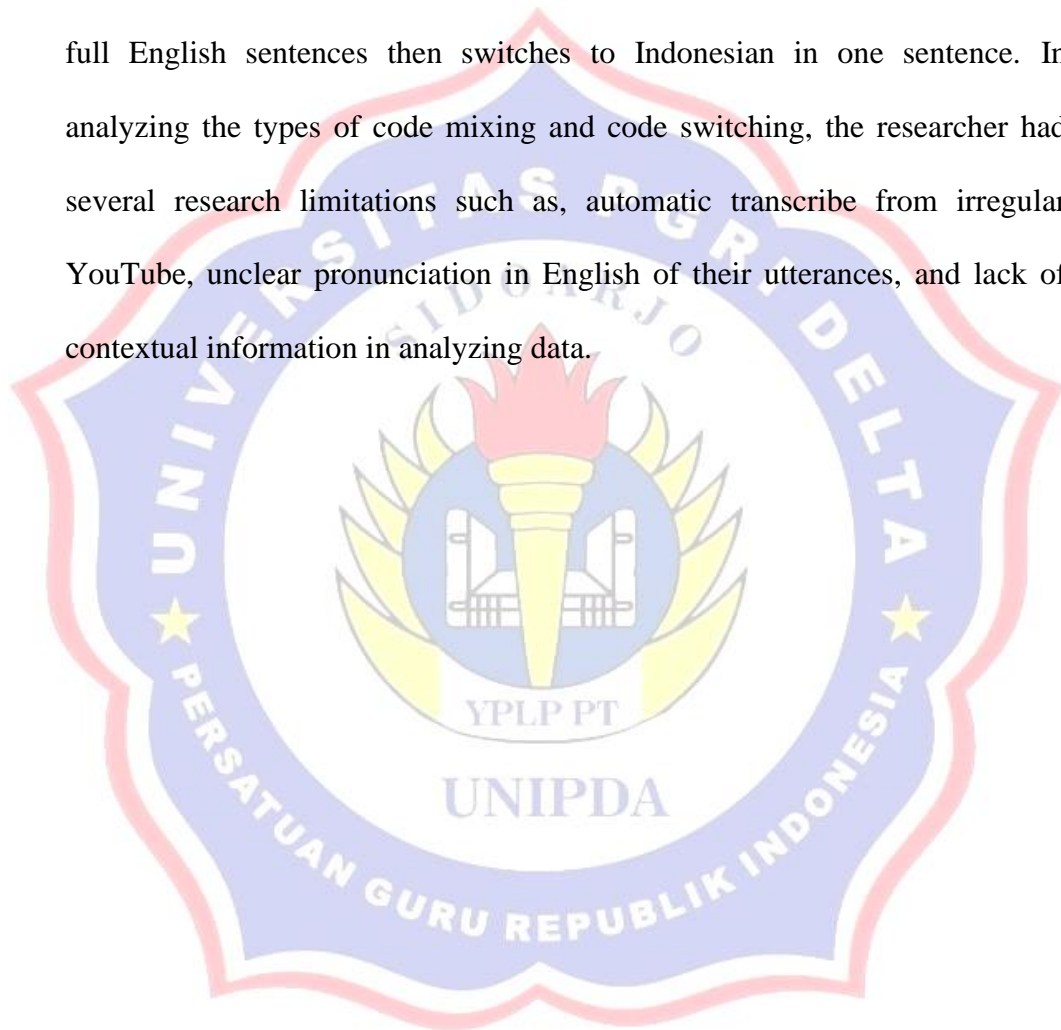 full English sentences then switches to Indonesian in one sentence. In
analyzing the types of code mixing and code switching, the researcher had
several research limitations such as, automatic transcribe from irregular
YouTube, unclear pronunciation in English of their utterances, and lack of
contextual information in analyzing data.
UNIVERSITAS PGRI DELTA
SIDOARJO
YPLP PT
UNIPDA
PERSATUAN GURU REPUBLIK INDONESIA